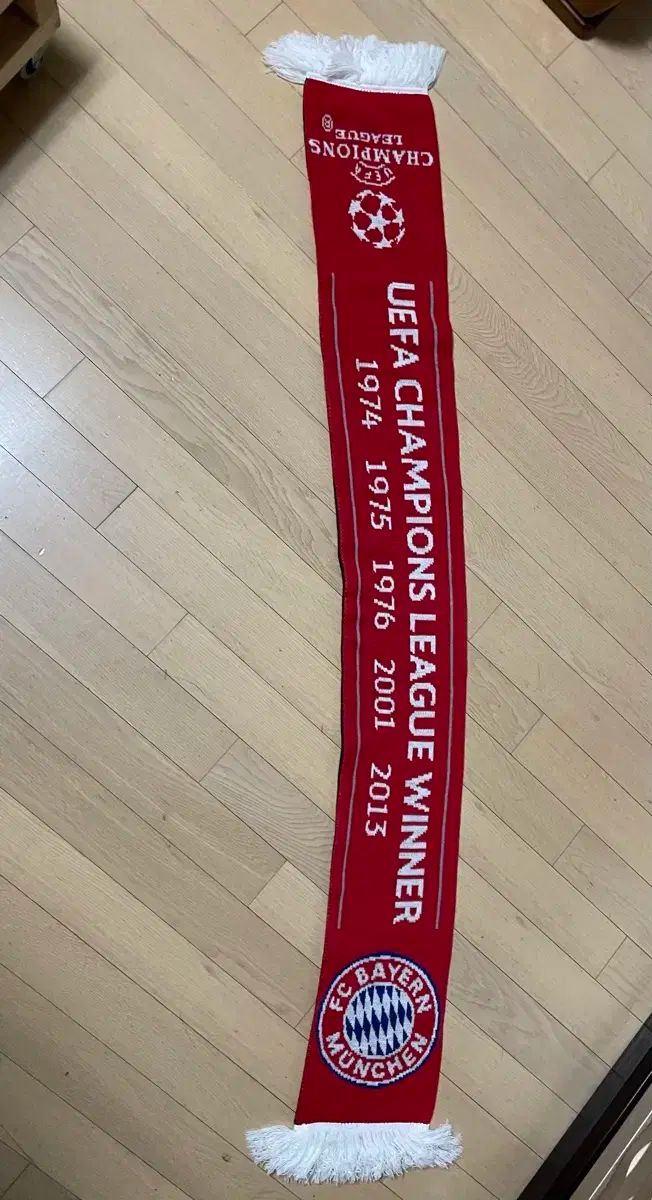 UEFA
CHAMPIONS
LEAGUE
®
UEFA CHAMPIONS LEAGUE WINNER
1974 1975 1976 2001 2013
FC BAYERN
MÜNCHEN